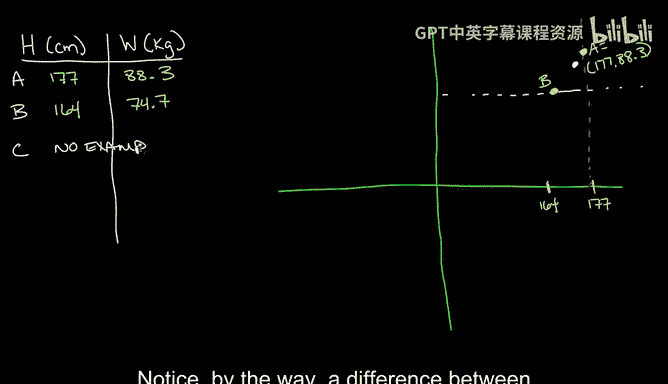 GPT中英字幕课程资源 bilibili
H (cm) W (kg)
A 177 88.3
B 164 74.7
C NO EXAMP
A=
(177,88.3)
B
164 177
Notice, by the way, a difference between